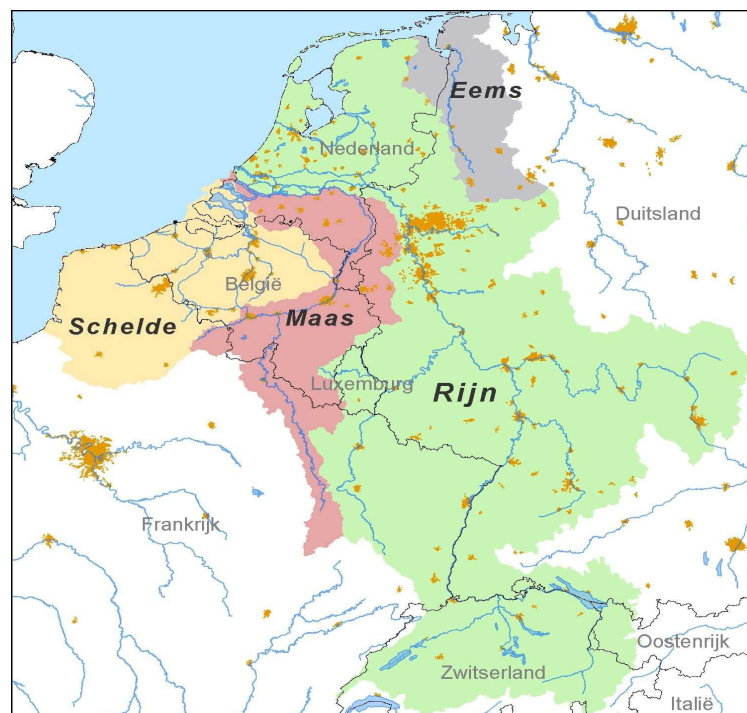 Eems
Nederland
Duitsland
België
Schelde
Maas
Luxemburg
Rijn
Frankrijk
Oostenrijk
Zwitserland
Italië